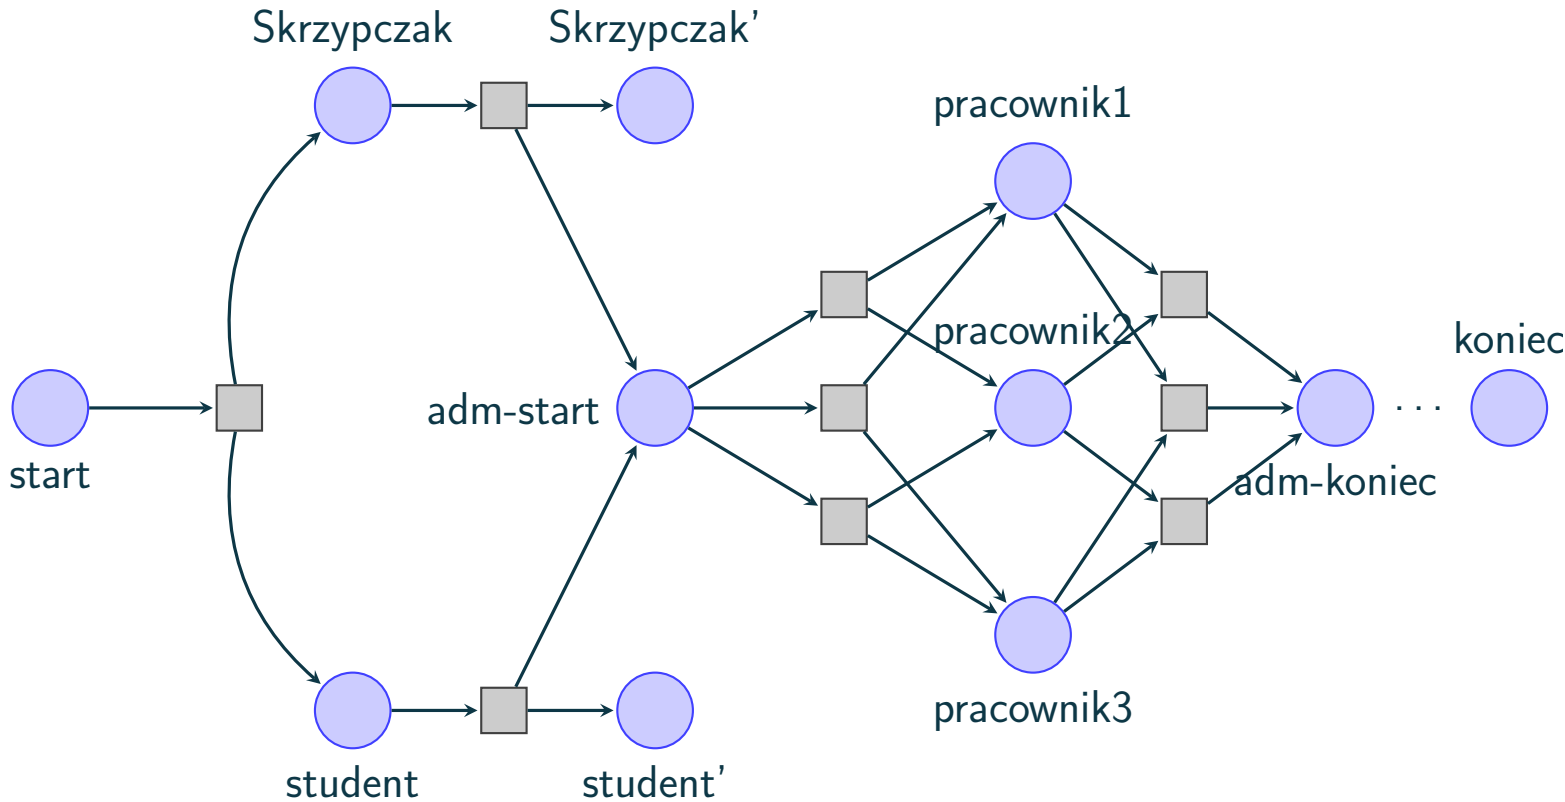 Skrzypczak
Skrzypczak'
pracownik1
pracownik2
koniec
adm-start
start
adm-koniec
· · ·
pracownik3
student
student'